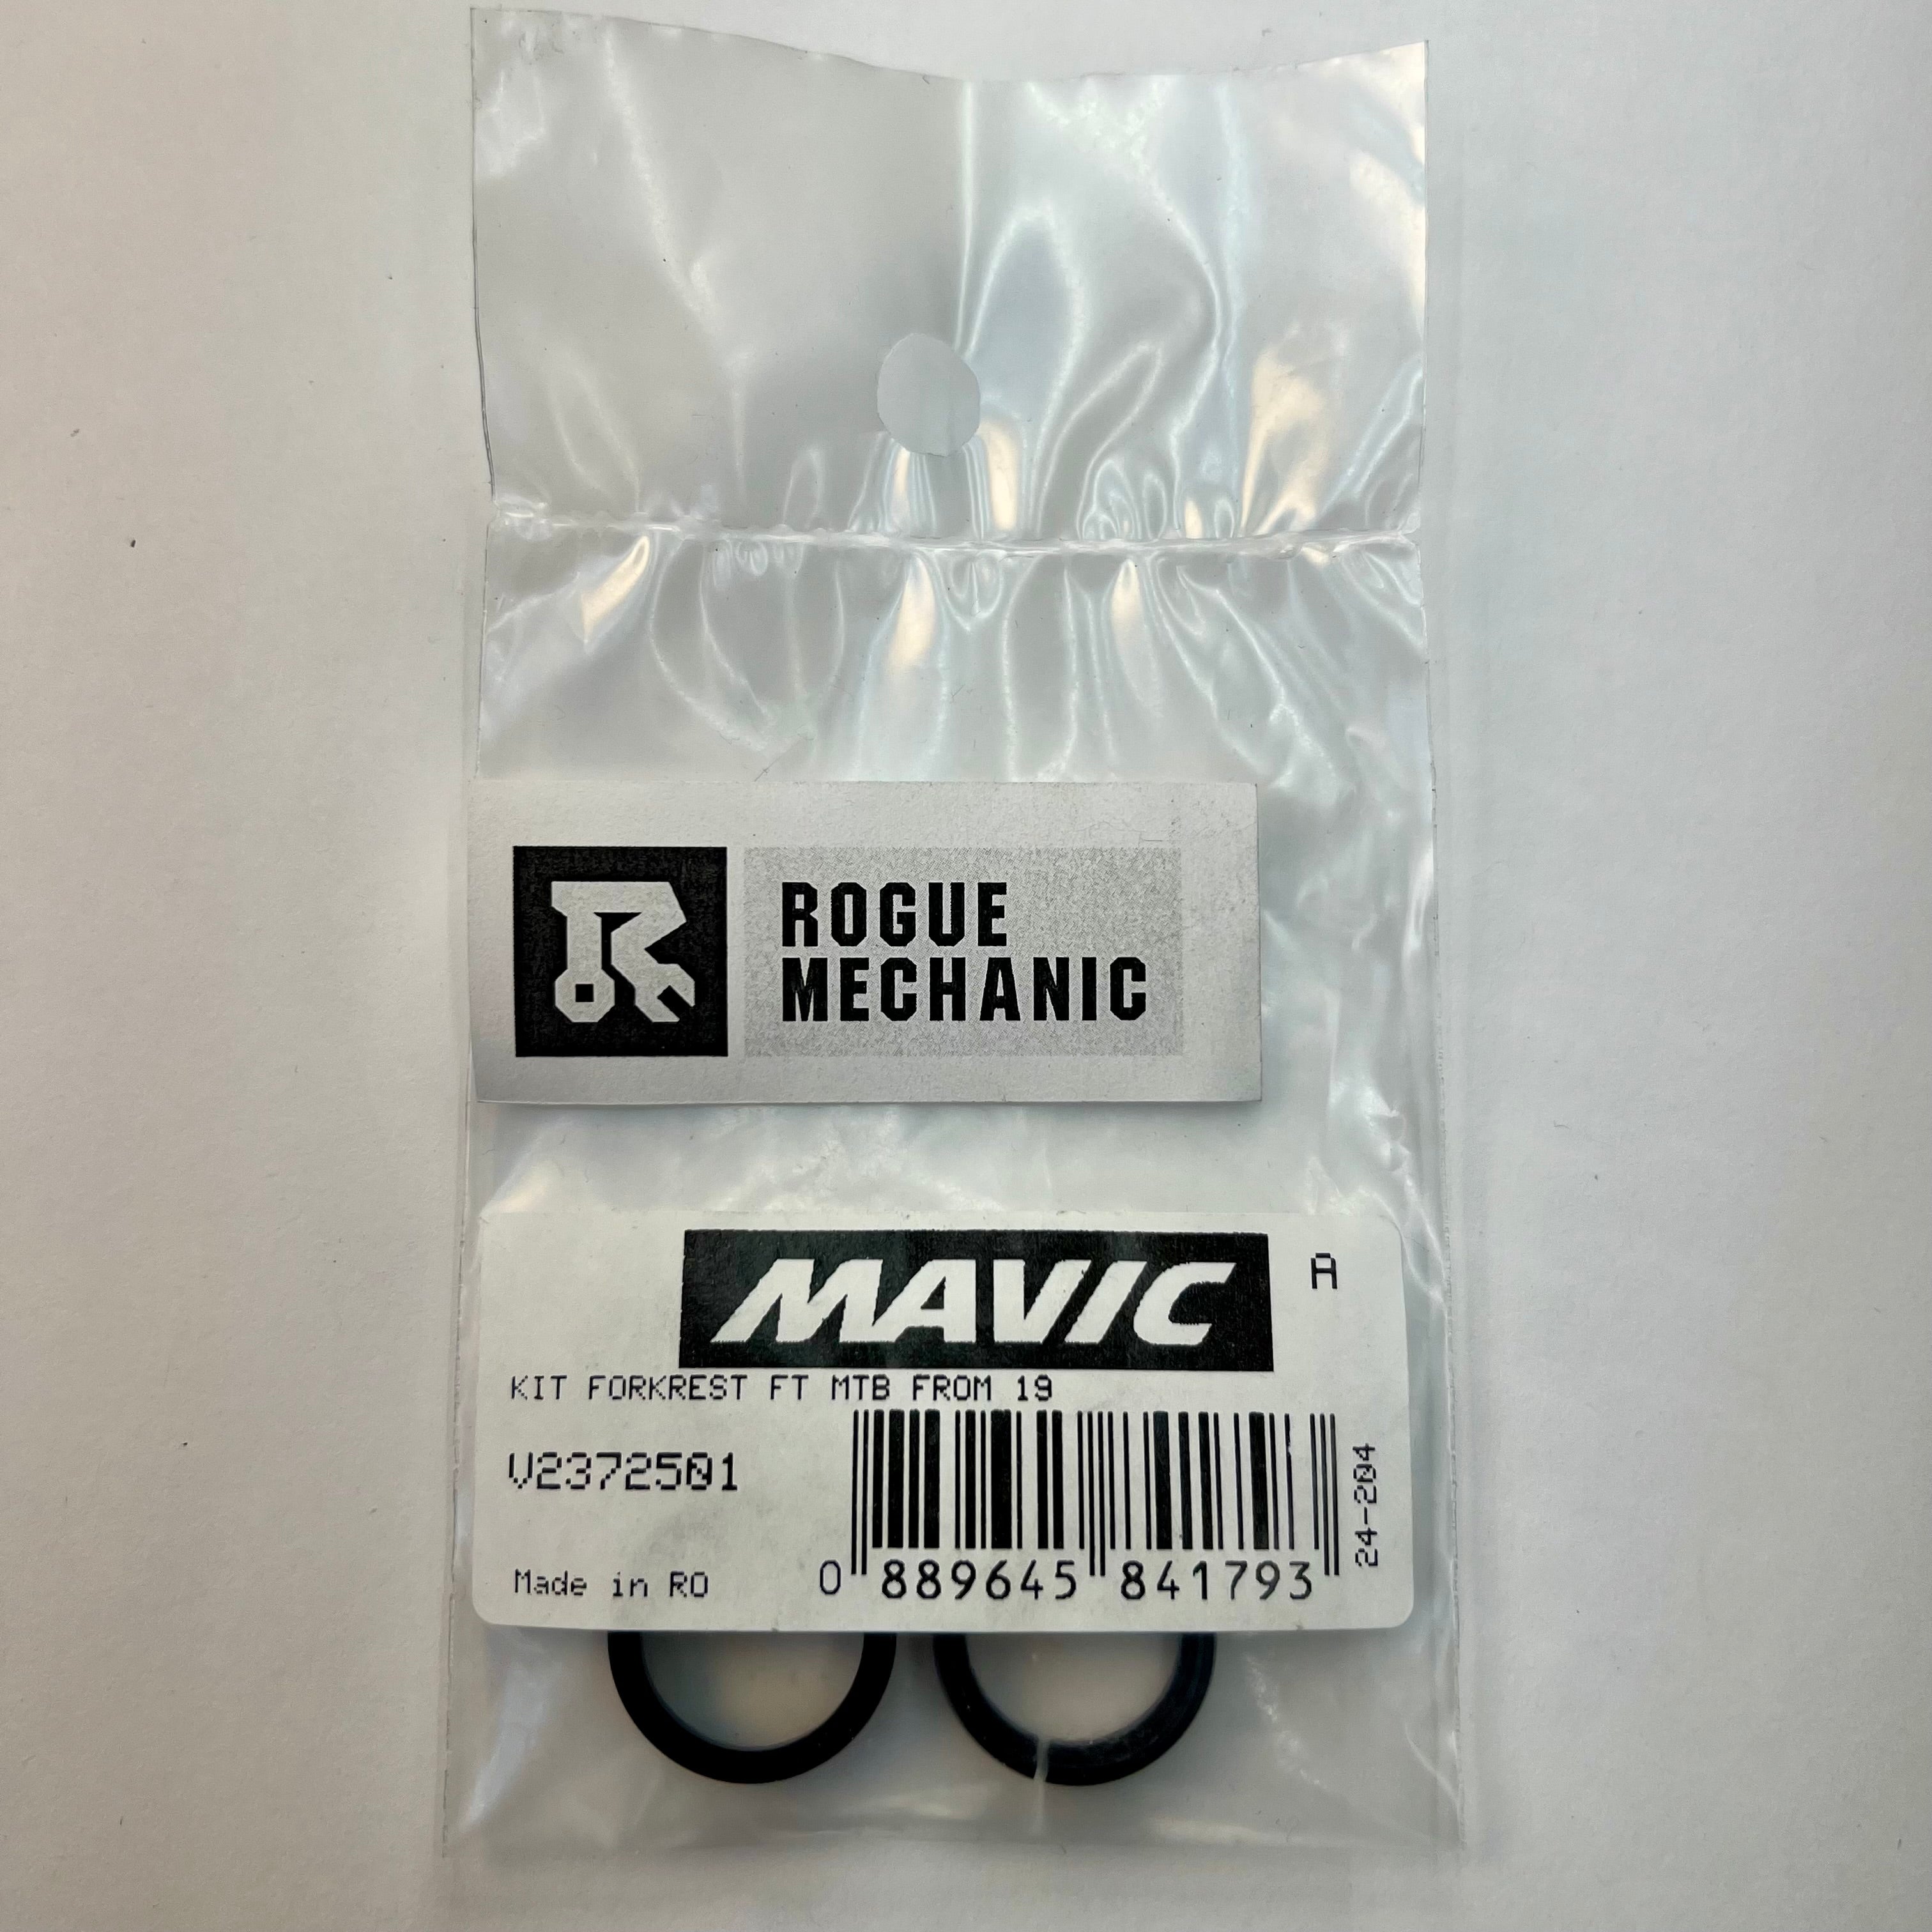 ROGUE
MECHANIC
MAVIC
A
KIT FORKREST FT MTB FROM 19
V2372501
24-204
Made in RO
0 889645 841793